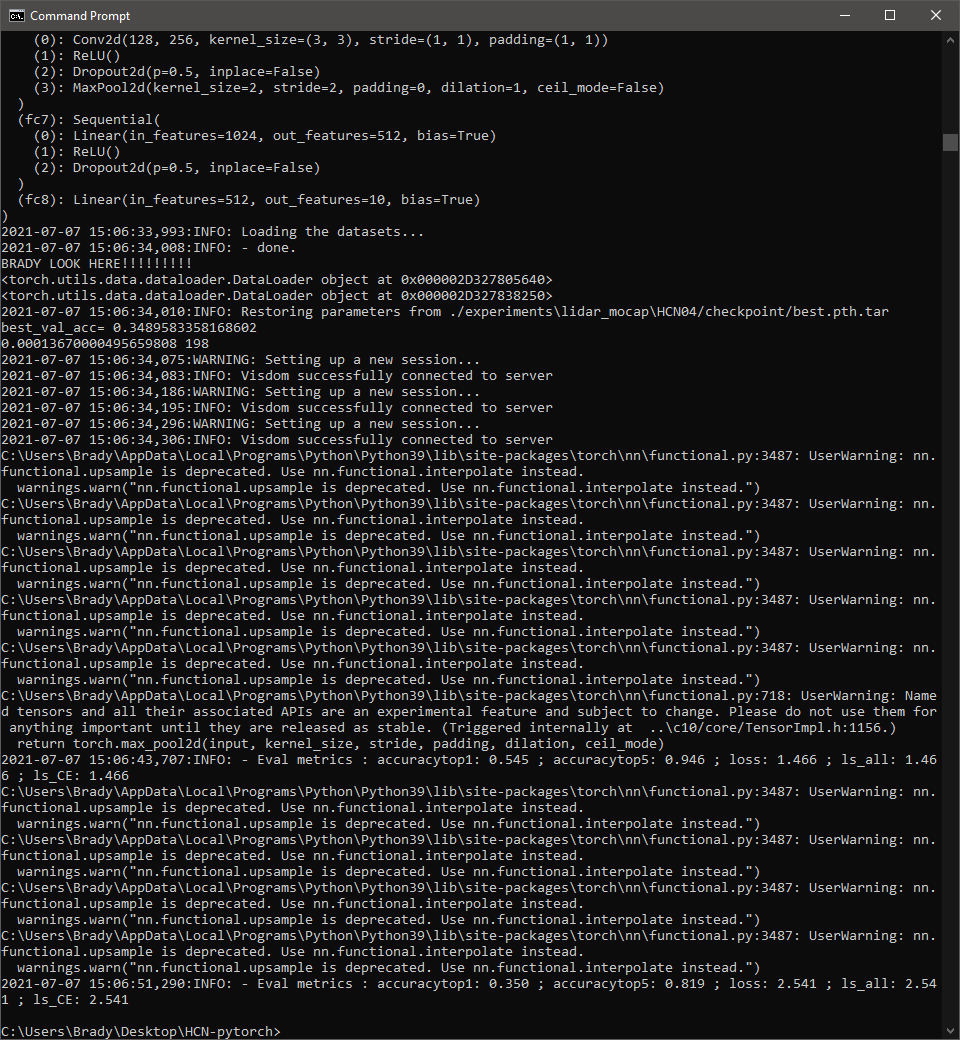 Command Prompt
    (0): Conv2d(128, 256, kernel_size=(3, 3), stride=(1, 1), padding=(1, 1))
    (1): ReLU()
    (2): Dropout2d(p=0.5, inplace=False)
    (3): MaxPool2d(kernel_size=2, stride=2, padding=0, dilation=1, ceil_mode=False)
  )
  (fc7): Sequential(
    (0): Linear(in_features=1024, out_features=512, bias=True)
    (1): ReLU()
    (2): Dropout2d(p=0.5, inplace=False)
  )
  (fc8): Linear(in_features=512, out_features=10, bias=True)
)
2021-07-07 15:06:33,993:INFO: Loading the datasets...
2021-07-07 15:06:34,008:INFO: - done.
BRADY LOOK HERE!!!!!!!!!
<torch.utils.data.dataloader.DataLoader object at 0x000002D327805640>
<torch.utils.data.dataloader.DataLoader object at 0x000002D327838250>
2021-07-07 15:06:34,010:INFO: Restoring parameters from ./experiments\lidar_mocap\HCN04/checkpoint/best.pth.tar
best_val_acc= 0.3489583358168602
0.00013670000495659808 198
2021-07-07 15:06:34,075:WARNING: Setting up a new session...
2021-07-07 15:06:34,083:INFO: Visdom successfully connected to server
2021-07-07 15:06:34,186:WARNING: Setting up a new session...
2021-07-07 15:06:34,195:INFO: Visdom successfully connected to server
2021-07-07 15:06:34,296:WARNING: Setting up a new session...
2021-07-07 15:06:34,306:INFO: Visdom successfully connected to server
C:\Users\Brady\AppData\Local\Programs\Python\Python39\lib\site-packages\torch\nn\functional.py:3487: UserWarning: nn.
functional.upsample is deprecated. Use nn.functional.interpolate instead.
  warnings.warn("nn.functional.upsample is deprecated. Use nn.functional.interpolate instead.")
C:\Users\Brady\AppData\Local\Programs\Python\Python39\lib\site-packages\torch\nn\functional.py:3487: UserWarning: nn.
functional.upsample is deprecated. Use nn.functional.interpolate instead.
  warnings.warn("nn.functional.upsample is deprecated. Use nn.functional.interpolate instead.")
C:\Users\Brady\AppData\Local\Programs\Python\Python39\lib\site-packages\torch\nn\functional.py:3487: UserWarning: nn.
functional.upsample is deprecated. Use nn.functional.interpolate instead.
  warnings.warn("nn.functional.upsample is deprecated. Use nn.functional.interpolate instead.")
C:\Users\Brady\AppData\Local\Programs\Python\Python39\lib\site-packages\torch\nn\functional.py:3487: UserWarning: nn.
functional.upsample is deprecated. Use nn.functional.interpolate instead.
  warnings.warn("nn.functional.upsample is deprecated. Use nn.functional.interpolate instead.")
C:\Users\Brady\AppData\Local\Programs\Python\Python39\lib\site-packages\torch\nn\functional.py:3487: UserWarning: nn.
functional.upsample is deprecated. Use nn.functional.interpolate instead.
  warnings.warn("nn.functional.upsample is deprecated. Use nn.functional.interpolate instead.")
C:\Users\Brady\AppData\Local\Programs\Python\Python39\lib\site-packages\torch\nn\functional.py:718: UserWarning: Name
d tensors and all their associated APIs are an experimental feature and subject to change. Please do not use them for
 anything important until they are released as stable. (Triggered internally at  ..\c10/core/TensorImpl.h:1156.)
  return torch.max_pool2d(input, kernel_size, stride, padding, dilation, ceil_mode)
2021-07-07 15:06:43,707:INFO: - Eval metrics : accuracytop1: 0.545 ; accuracytop5: 0.946 ; loss: 1.466 ; ls_all: 1.46
6 ; ls_CE: 1.466
C:\Users\Brady\AppData\Local\Programs\Python\Python39\lib\site-packages\torch\nn\functional.py:3487: UserWarning: nn.
functional.upsample is deprecated. Use nn.functional.interpolate instead.
  warnings.warn("nn.functional.upsample is deprecated. Use nn.functional.interpolate instead.")
C:\Users\Brady\AppData\Local\Programs\Python\Python39\lib\site-packages\torch\nn\functional.py:3487: UserWarning: nn.
functional.upsample is deprecated. Use nn.functional.interpolate instead.
  warnings.warn("nn.functional.upsample is deprecated. Use nn.functional.interpolate instead.")
C:\Users\Brady\AppData\Local\Programs\Python\Python39\lib\site-packages\torch\nn\functional.py:3487: UserWarning: nn.
functional.upsample is deprecated. Use nn.functional.interpolate instead.
  warnings.warn("nn.functional.upsample is deprecated. Use nn.functional.interpolate instead.")
C:\Users\Brady\AppData\Local\Programs\Python\Python39\lib\site-packages\torch\nn\functional.py:3487: UserWarning: nn.
functional.upsample is deprecated. Use nn.functional.interpolate instead.
  warnings.warn("nn.functional.upsample is deprecated. Use nn.functional.interpolate instead.")
2021-07-07 15:06:51,290:INFO: - Eval metrics : accuracytop1: 0.350 ; accuracytop5: 0.819 ; loss: 2.541 ; ls_all: 2.54
1 ; ls_CE: 2.541
C:\Users\Brady\Desktop\HCN-pytorch>